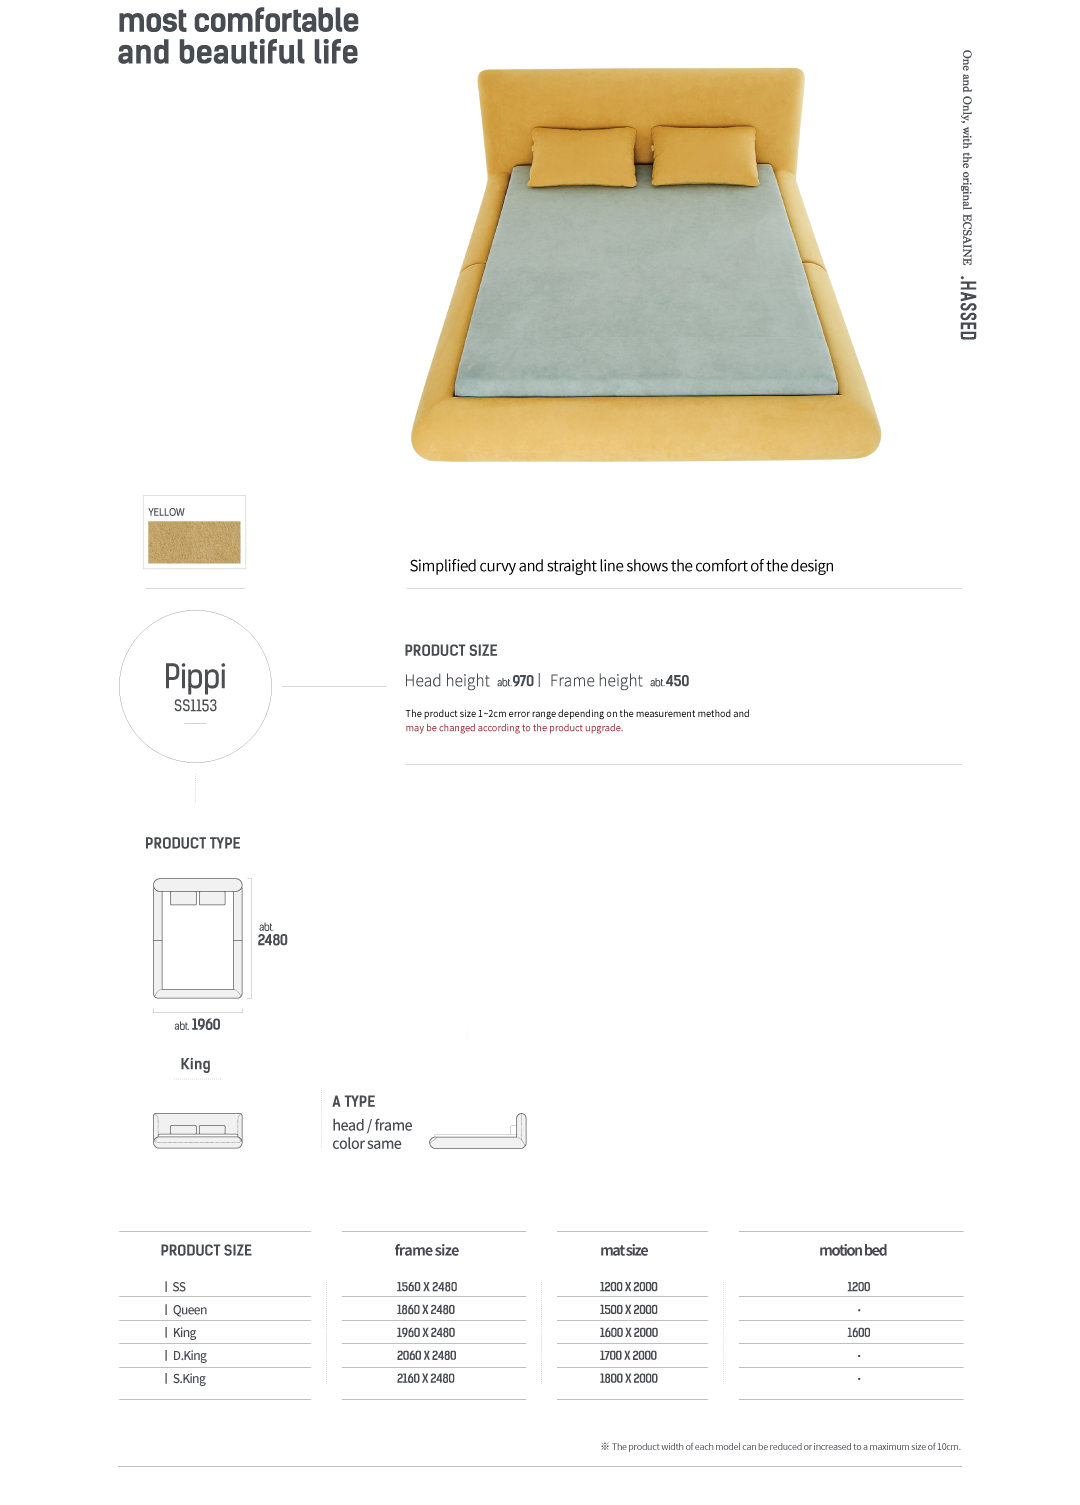 most comfortable
and beautiful life
One and Only, with the original ECSAINE .HASSED
YELLOW
Simplified curvy and straight line shows the comfort of the design
Pippi
SS1153
PRODUCT SIZE
Head height abt.970 | Frame height abt.450
The product size 1~2cm error range depending on the measurement method and
may be changed according to the product upgrade.
PRODUCT TYPE
abt.
2480
abt. 1960
King
A TYPE
head / frame
color same
PRODUCT SIZE frame size mat size motion bed
| SS 1560 X 2480 1200 X 2000 1200
| Queen 1860 X 2480 1500 X 2000 -
| King 1960 X 2480 1600 X 2000 1600
| D.King 2060 X 2480 1700 X 2000 -
| S.King 2160 X 2480 1800 X 2000 -
※ The product width of each model can be reduced or increased to a maximum size of 10cm.